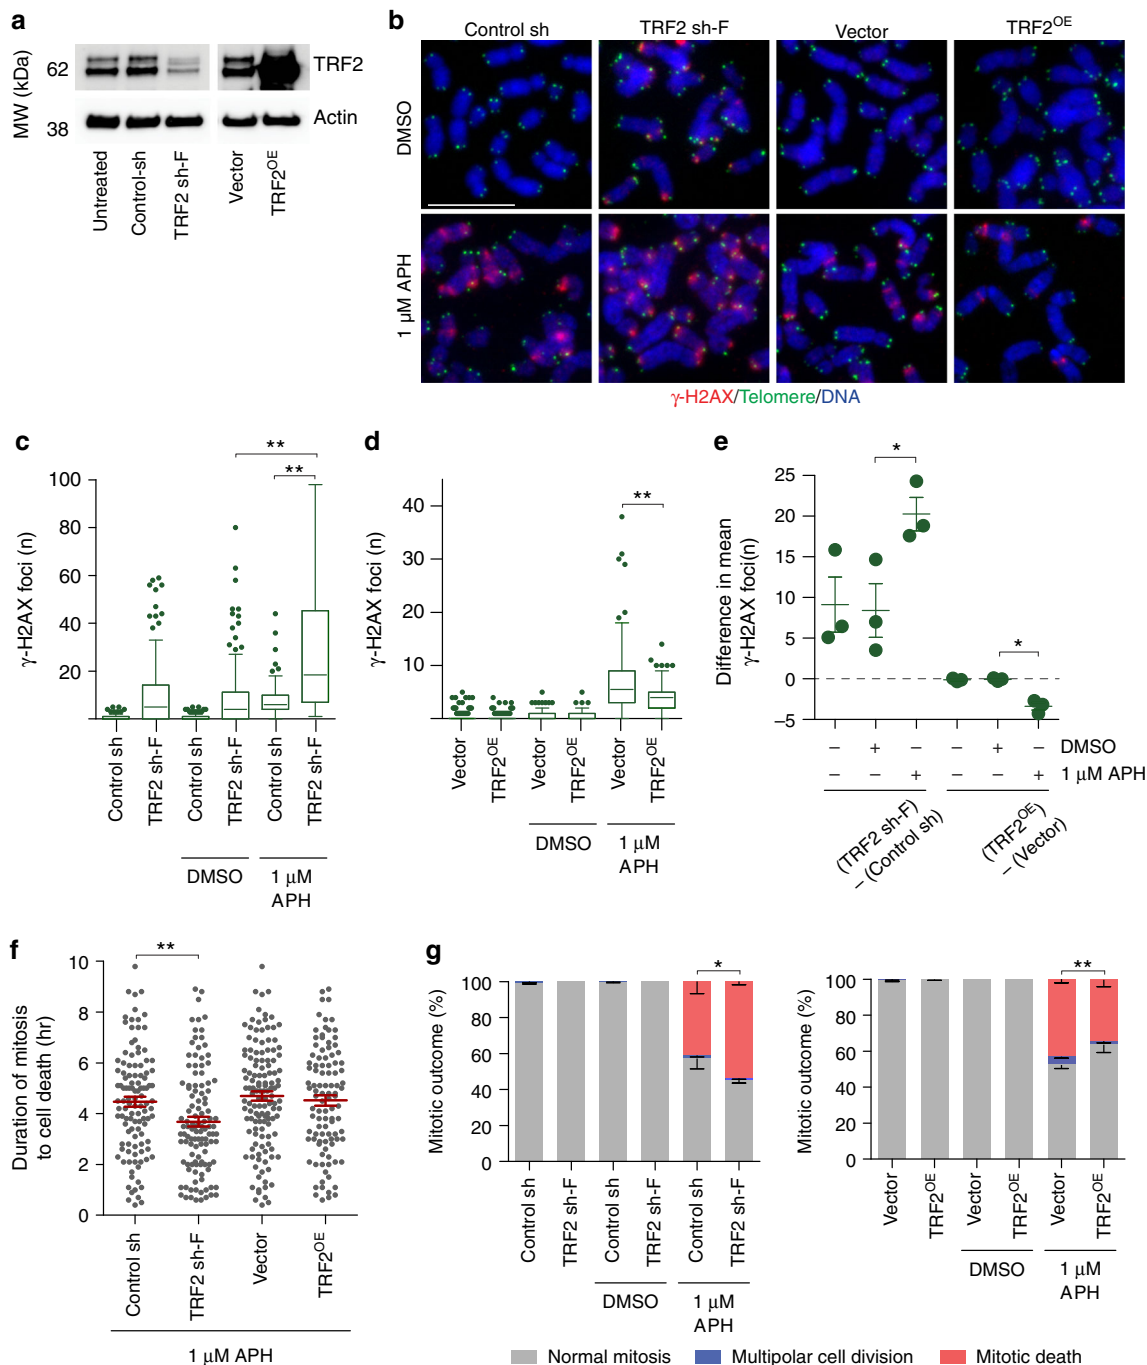 a
MW (kDa)
62
38
TRF2
Actin
Untreated
Control-sh
TRF2 sh-F
Vector
TRF2OE
b
Control sh
TRF2 sh-F
Vector
TRF2OE
DMSO
1 μM APH
γ-H2AX/Telomere/DNA
c
γ-H2AX foci (n)
100
80
60
40
20
**
**
Control sh
TRF2 sh-F
Control sh
TRF2 sh-F
Control sh
TRF2 sh-F
DMSO
1 μM
APH
d
γ-H2AX foci (n)
40
20
**
Vector
TRF2OE
Vector
TRF2OE
Vector
TRF2OE
DMSO
1 μM
APH
e
Difference in mean
γ-H2AX foci(n)
25
20
15
10
5
0
–5
*
*
– + – – + – DMSO
– – + – – + 1 μM APH
(TRF2 sh-F)
– (Control sh)
(TRF2OE)
– (Vector)
f
Duration of mitosis
to cell death (hr)
10
8
6
4
2
0
**
Control sh
TRF2 sh-F
Vector
TRF2OE
1 μM APH
g
Mitotic outcome (%)
100
80
60
40
20
0
*
Control sh
TRF2 sh-F
Control sh
TRF2 sh-F
Control sh
TRF2 sh-F
DMSO
1 μM
APH
Mitotic outcome (%)
100
80
60
40
20
0
**
Vector
TRF2OE
Vector
TRF2OE
Vector
TRF2OE
DMSO
1 μM
APH
Normal mitosis
Multipolar cell division
Mitotic death